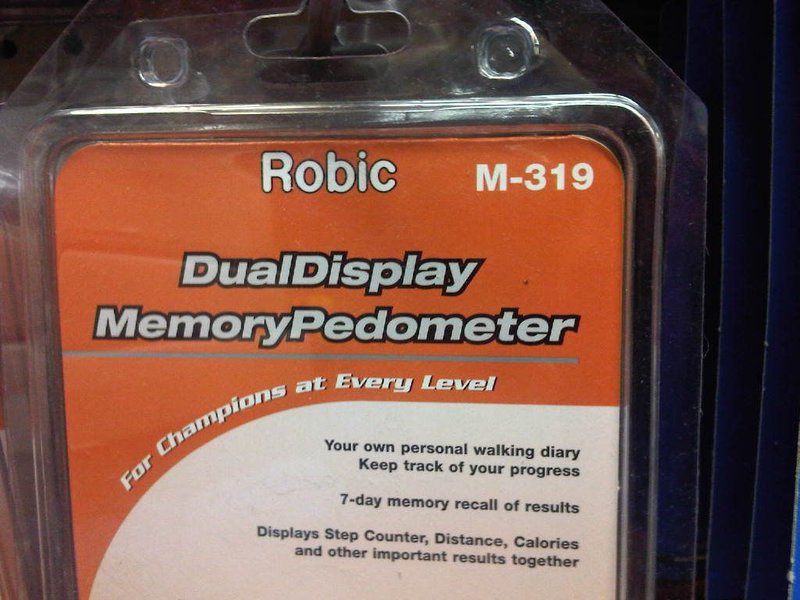 Robic M-319
DualDisplay
MemoryPedometer
For Champions at Every Level
Your own personal walking diary
Keep track of your progress
7-day memory recall of results
Displays Step Counter, Distance, Calories
and other important results together